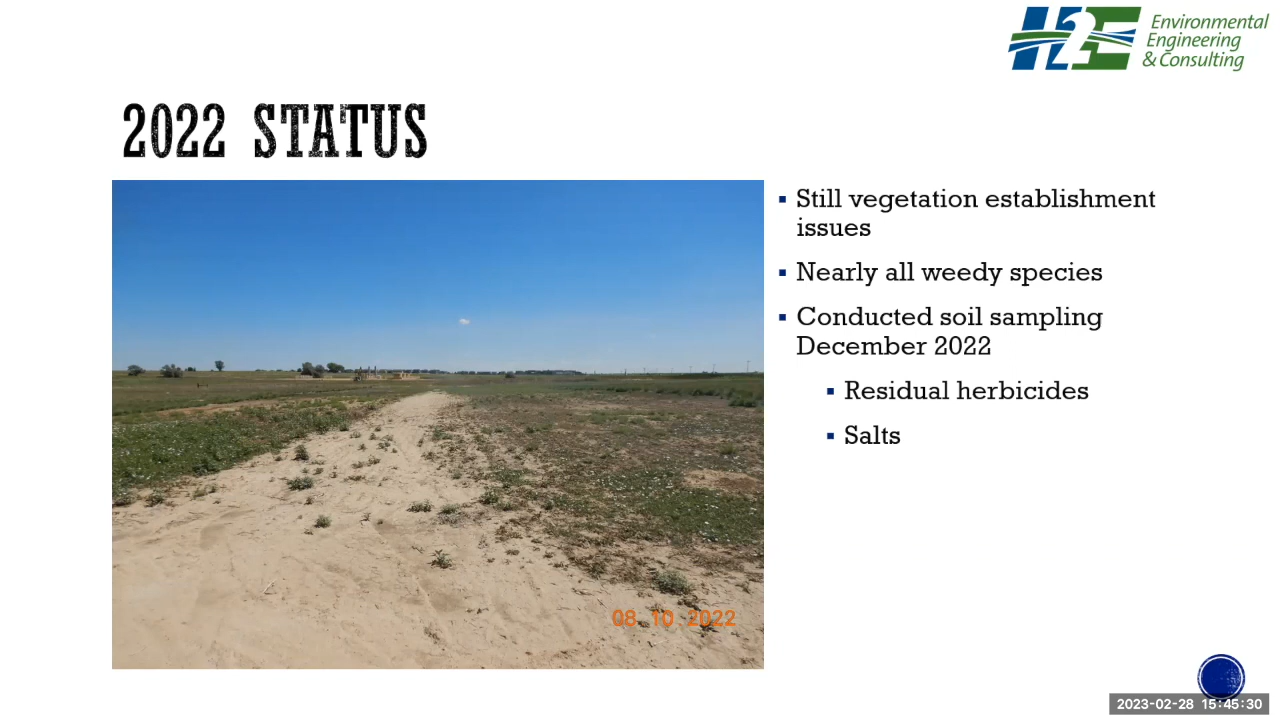 H2E
Environmental
Engineering
& Consulting
2022 STATUS
Still vegetation establishment
issues
Nearly all weedy species
Conducted soil sampling
December 2022
Residual herbicides
Salts
08 10 2022
2023-02-28 15:45:30